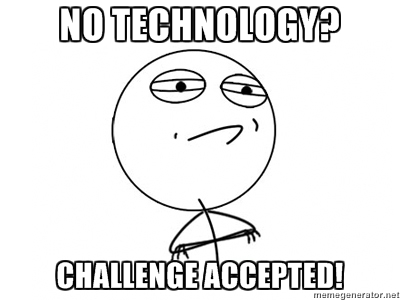 NO TECHNOLOGY?
CHALLENGE ACCEPTED!
memegenerator.net